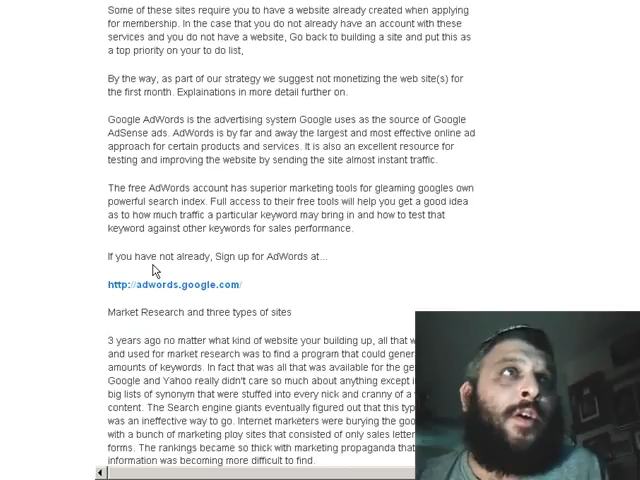 Some of these sites require you to have a website already created when applying
for membership. In the case that you do not already have an account with these
services and you do not have a website, Go back to building a site and put this as
a top priority on your to do list,
By the way, as part of our strategy we suggest not monetizing the web site(s) for
the first month. Explainations in more detail further on.
Google AdWords is the advertising system Google uses as the source of Google
AdSense ads. AdWords is by far and away the largest and most effective online ad
approach for certain products and services. It is also an excellent resource for
testing and improving the website by sending the site almost instant traffic.
The free AdWords account has superior marketing tools for gleaming googles own
powerful search index. Full access to their free tools will help you get a good idea
as to how much traffic a particular keyword may bring in and how to test that
keyword against other keywords for sales performance.
If you have not already, Sign up for AdWords at...
http://adwords.google.com/
Market Research and three types of sites
3 years ago no matter what kind of website your building up, all that w
and used for market research was to find a program that could gener
amounts of keywords. In fact that was all that was available for the ge
Google and Yahoo really didn't care so much about anything except i
big lists of synonym that were stuffed into every nick and cranny of a
content. The Search engine giants eventually figured out that this typ
was an ineffective way to go. Internet marketers were burying the goo
with a bunch of marketing ploy sites that consisted of only sales letter
forms. The rankings became so thick with marketing propaganda that
information was becoming more difficult to find.